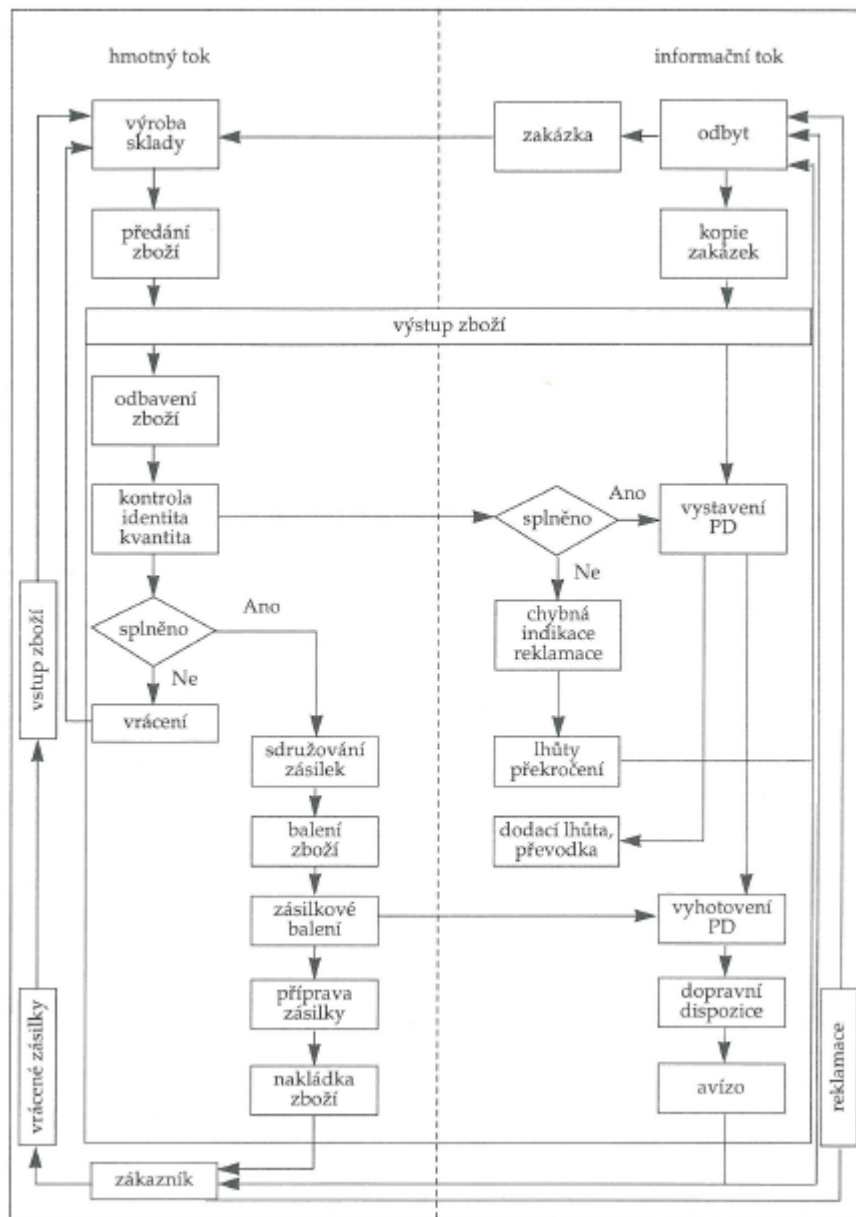 hmotný tok
informační tok
výroba
sklady
zakázka
odbyt
předání
zboží
kopie
zakázek
výstup zboží
odbavení
zboží
kontrola
identita
kvantita
splněno
Ano
vystavení
PD
Ne
chybná
indikace
reklamace
splněno
Ano
Ne
vrácení
vstup zboží
sdružování
zásilek
lhůty
překročení
balení
zboží
dodací lhůta,
převodka
zásilkové
balení
vyhotovení
PD
příprava
zásilky
dopravní
dispozice
nakládka
zboží
avízo
vrácené zásilky
reklamace
zákazník